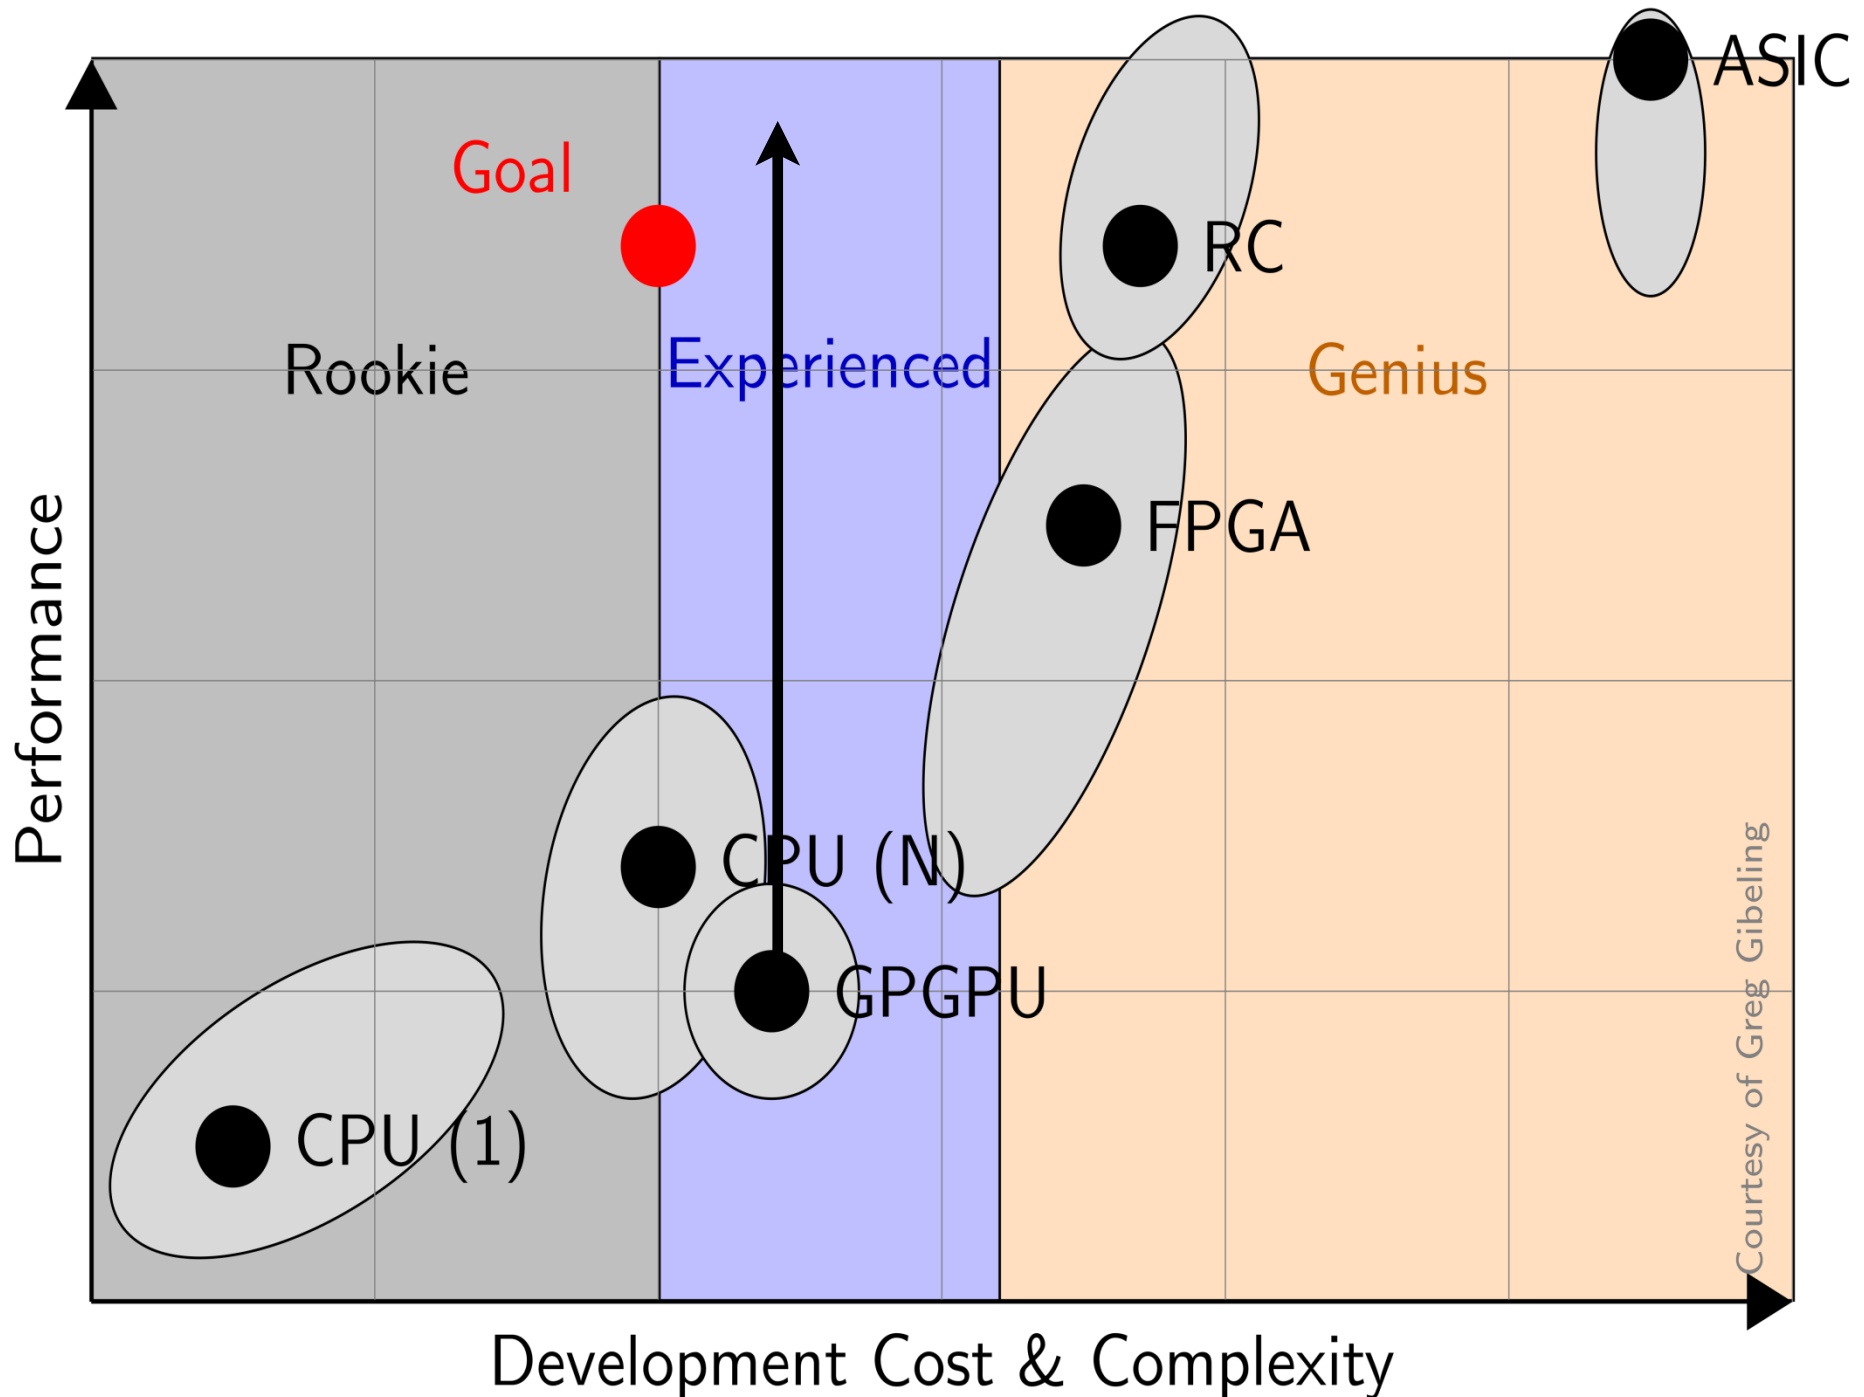 ASIC
Goal
RC
Rookie
Experienced
Genius
FPGA
Performance
CPU (N)
GPGPU
CPU (1)
Courtesy of Greg Gibeling
Development Cost & Complexity